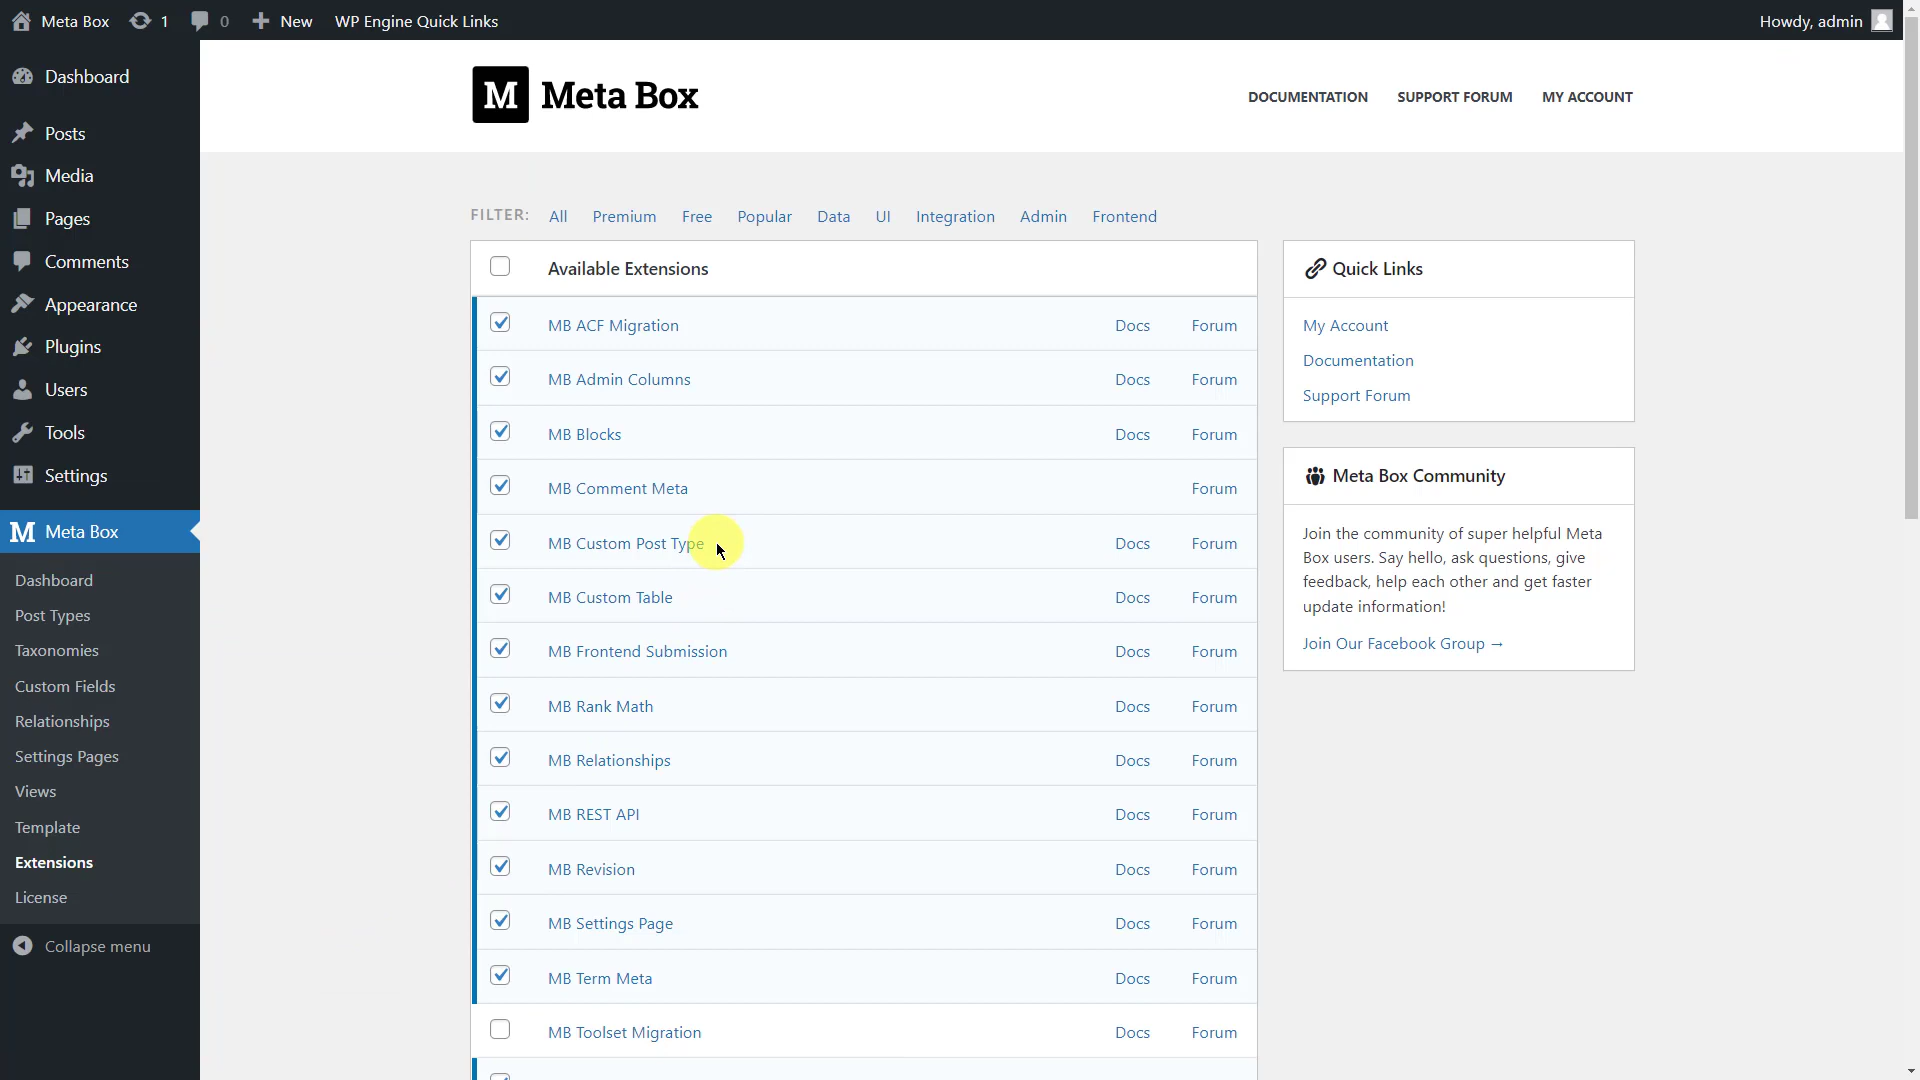 Meta Box
1
0
New
WP Engine Quick Links
Howdy, admin
Dashboard
Posts
Media
Pages
Comments
Appearance
Plugins
Users
Tools
Settings
M Meta Box
Dashboard
Post Types
Taxonomies
Custom Fields
Relationships
Settings Pages
Views
Template
Extensions
License
Collapse menu
M Meta Box
DOCUMENTATION
SUPPORT FORUM
MY ACCOUNT
FILTER: All Premium Free Popular Data UI Integration Admin Frontend
Available Extensions
MB ACF Migration Docs Forum
MB Admin Columns Docs Forum
MB Blocks Docs Forum
MB Comment Meta Forum
MB Custom Post Type Docs Forum
MB Custom Table Docs Forum
MB Frontend Submission Docs Forum
MB Rank Math Docs Forum
MB Relationships Docs Forum
MB REST API Docs Forum
MB Revision Docs Forum
MB Settings Page Docs Forum
MB Term Meta Docs Forum
MB Toolset Migration Docs Forum
Quick Links
My Account
Documentation
Support Forum
Meta Box Community
Join the community of super helpful Meta
Box users. Say hello, ask questions, give
feedback, help each other and get faster
update information!
Join Our Facebook Group →